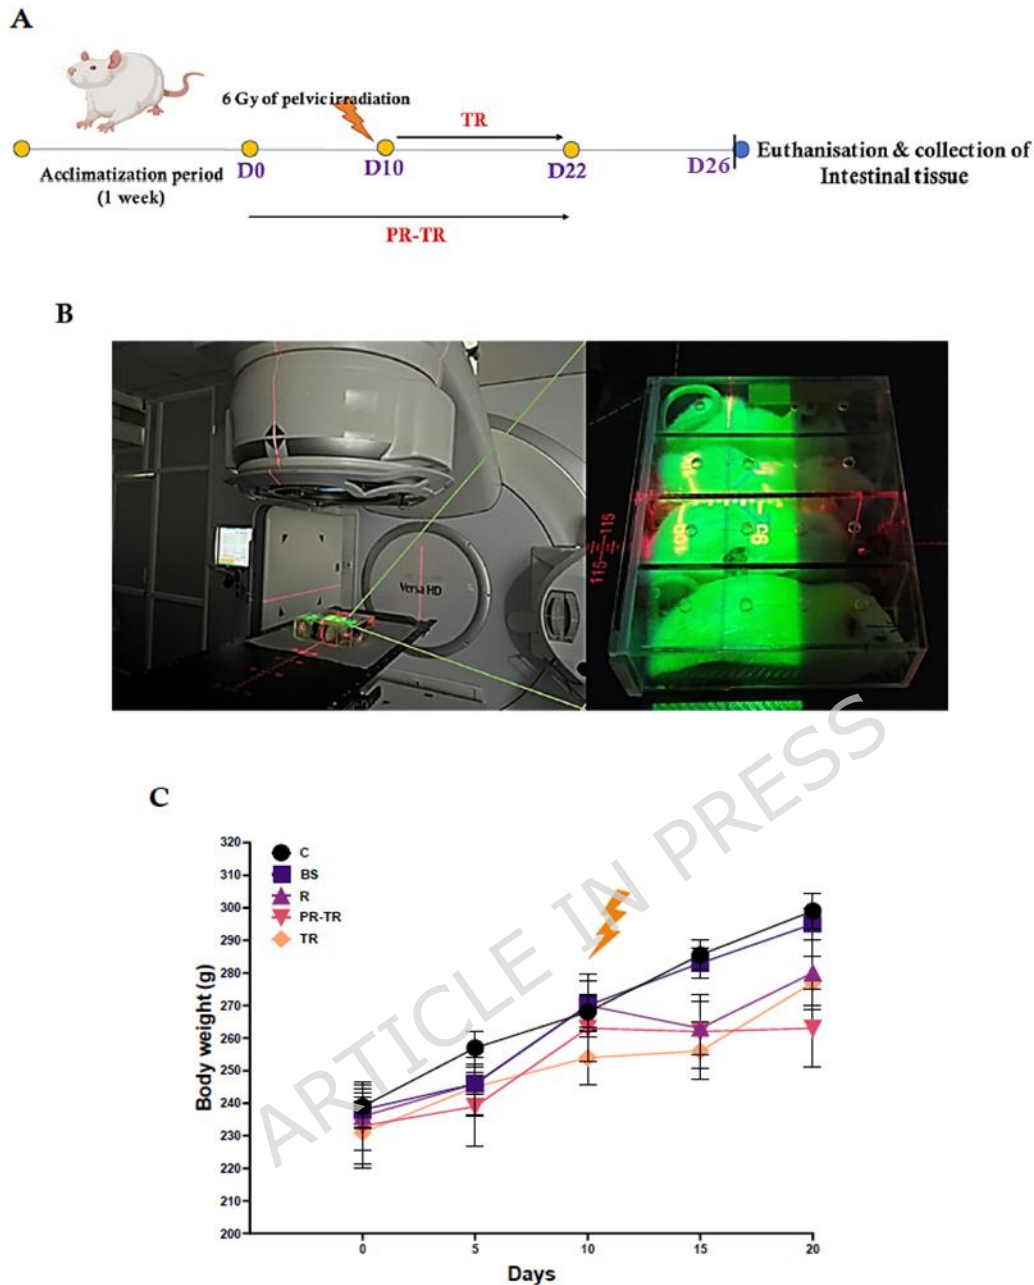 A
6 Gy of pelvic irradiation
TR
Acclimatization period
(1 week)
D0
D10
D22
D26
Euthanisation & collection of
Intestinal tissue
PR-TR
B
Versa HD
115
115
100
95
C
ARTICLE IN PRESS
C
BS
R
PR-TR
TR
Body weight (g)
320
310
300
290
280
270
260
250
240
230
220
210
200
0
5
10
15
20
Days